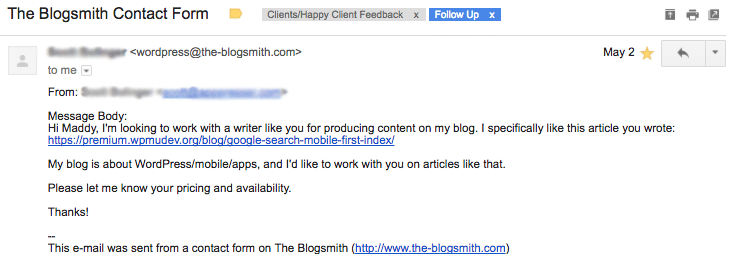 The Blogsmith Contact Form Clients/Happy Client Feedback x Follow Up x
<wordpress@the-blogsmith.com> May 2
to me
From:
Message Body:
Hi Maddy, I'm looking to work with a writer like you for producing content on my blog. I specifically like this article you wrote:
https://premium.wpmudev.org/blog/google-search-mobile-first-index/
My blog is about WordPress/mobile/apps, and I'd like to work with you on articles like that.
Please let me know your pricing and availability.
Thanks!
--
This e-mail was sent from a contact form on The Blogsmith (http://www.the-blogsmith.com)